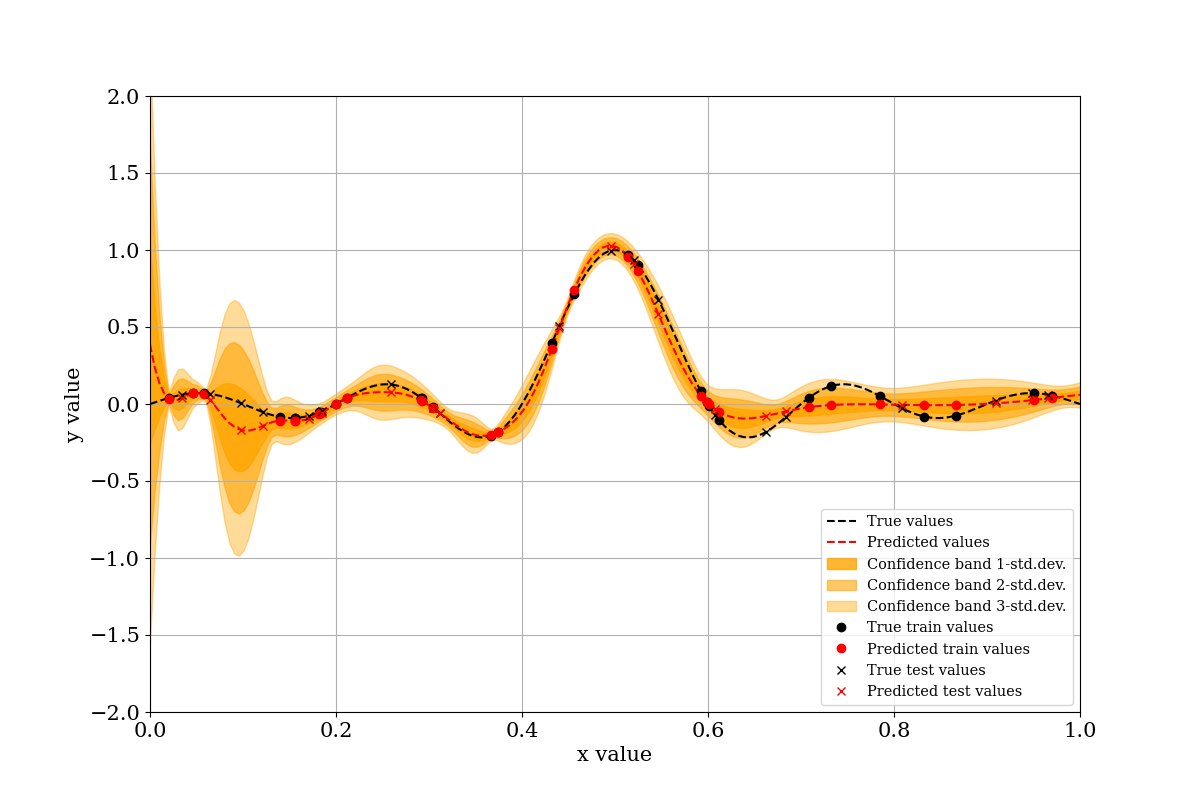 2.0
1.5
1.0
0.5
0.0
−0.5
−1.0
−1.5
−2.0
y value
0.0 0.2 0.4 0.6 0.8 1.0
x value
True values
Predicted values
Confidence band 1-std.dev.
Confidence band 2-std.dev.
Confidence band 3-std.dev.
True train values
Predicted train values
True test values
Predicted test values